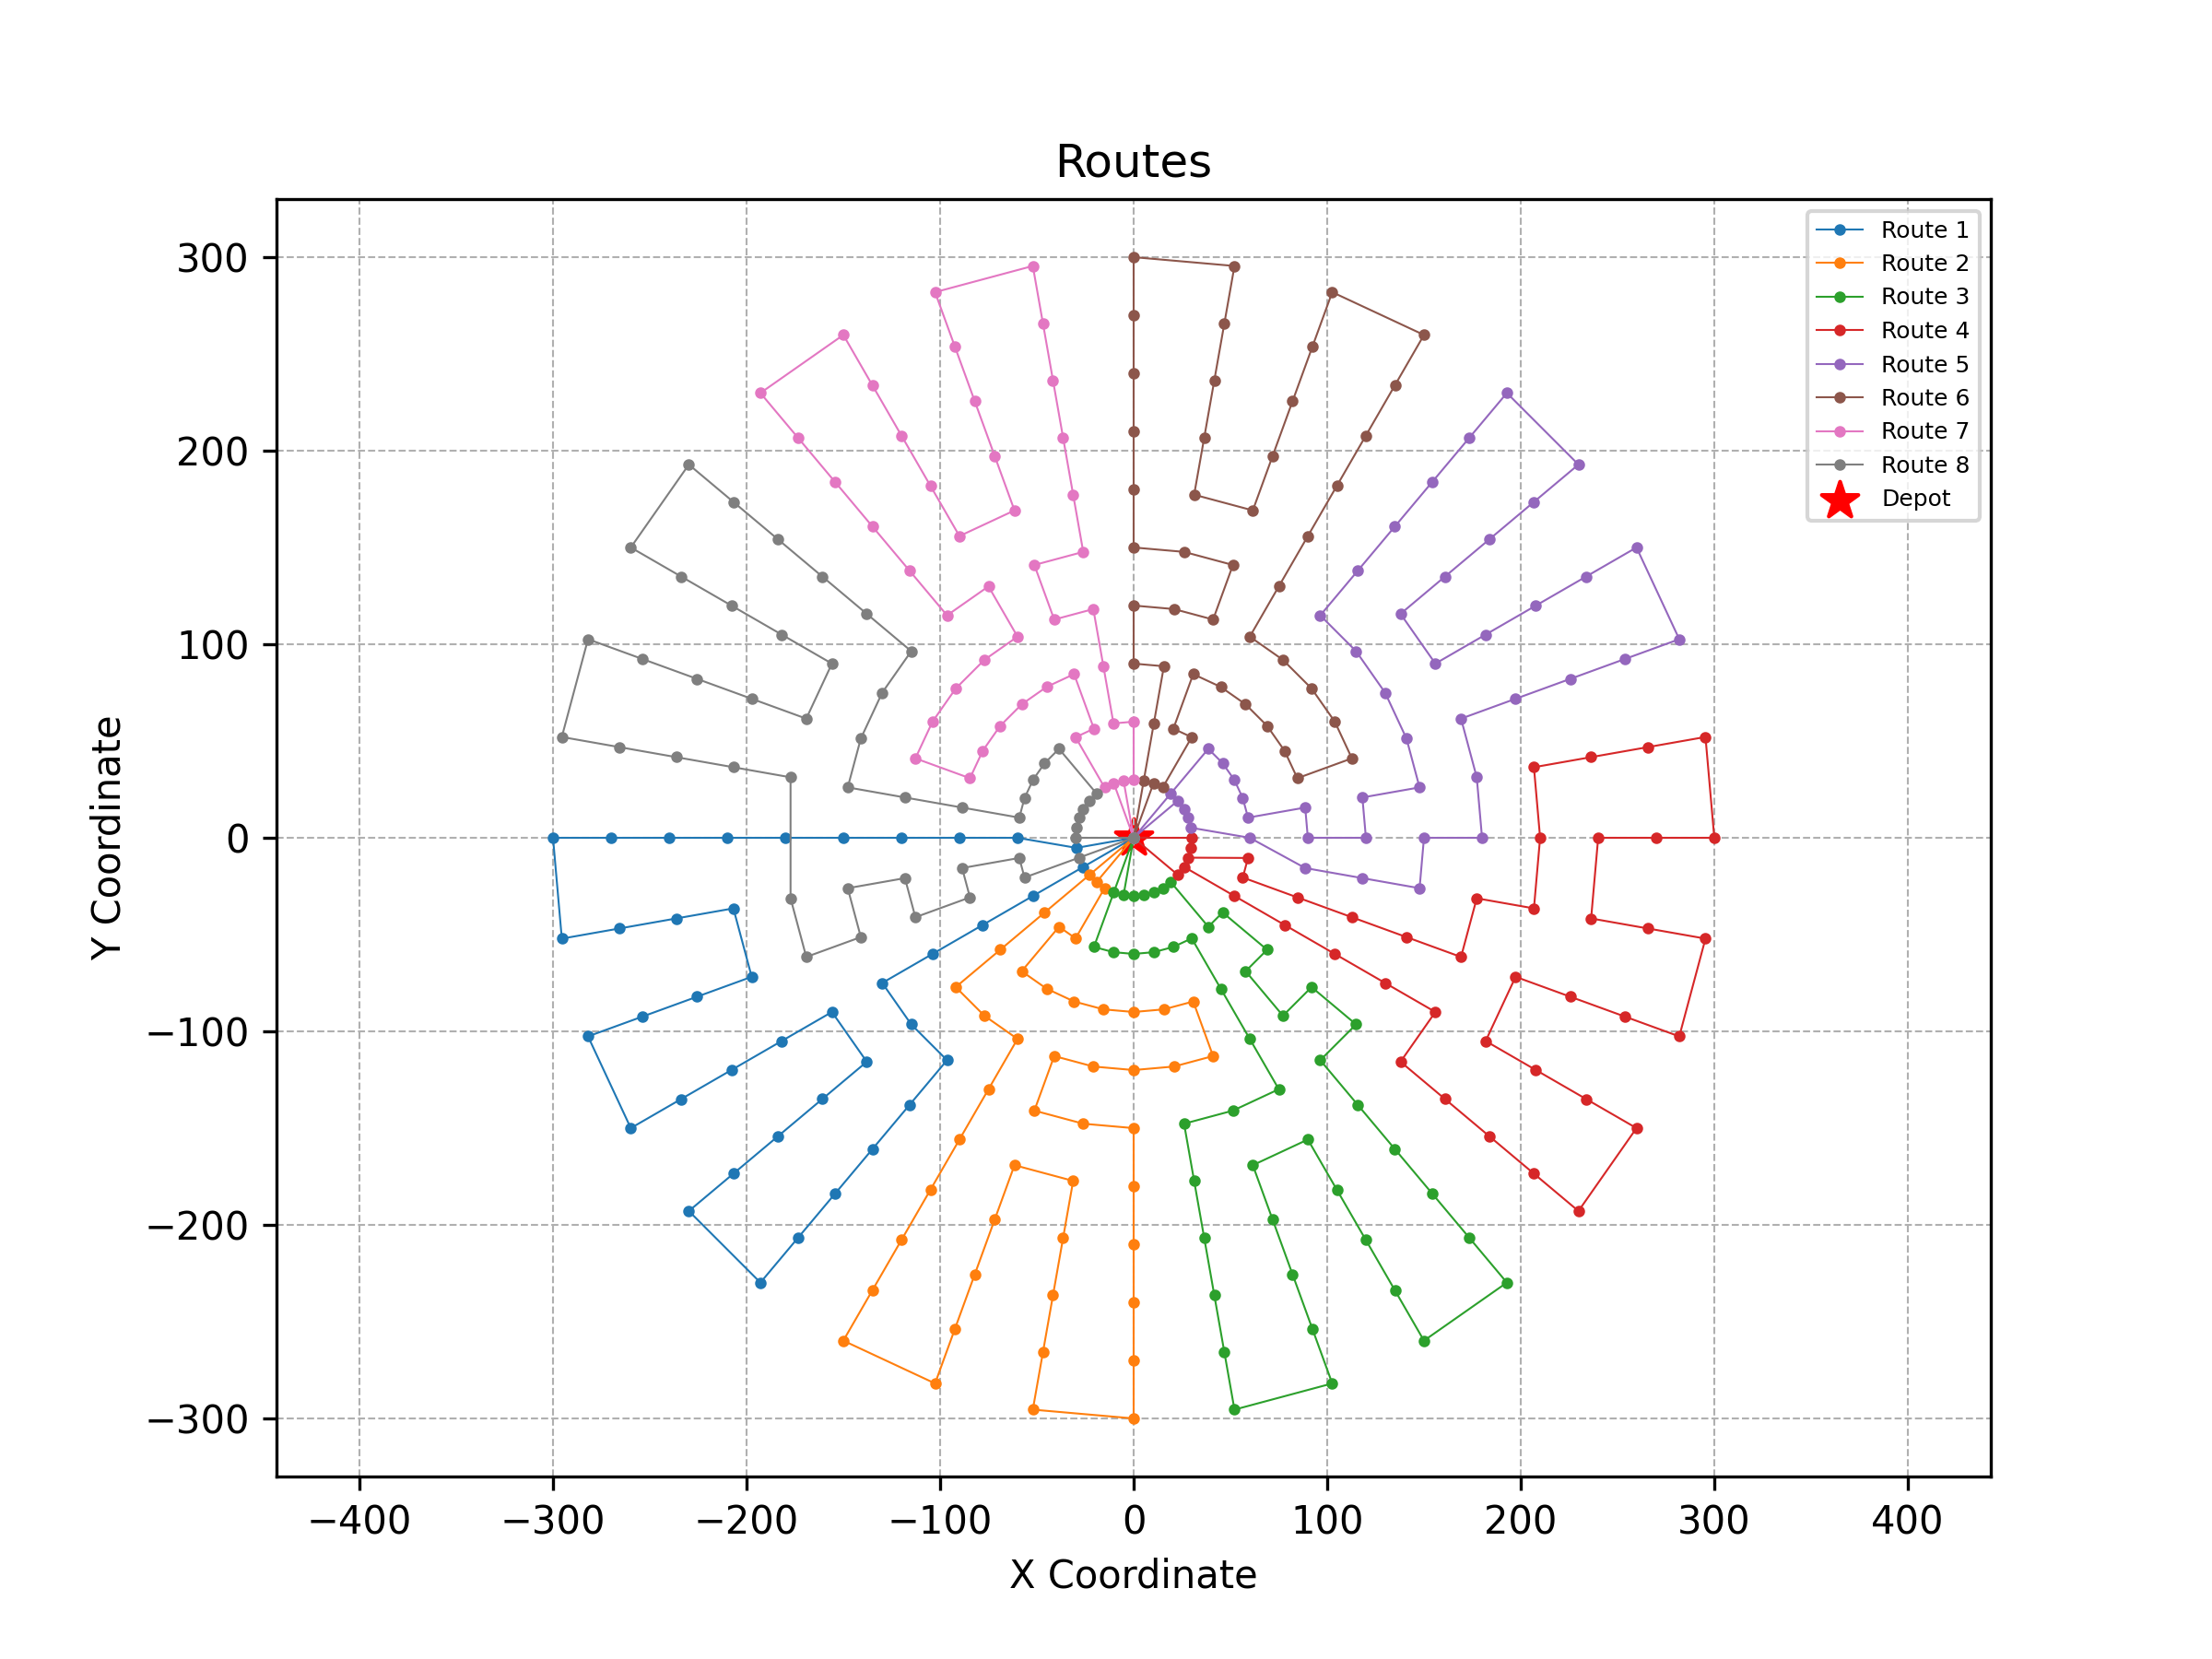 Routes
Route 1
Route 2
Route 3
Route 4
Route 5
Route 6
Route 7
Route 8
Depot
300
200
100
0
−100
−200
−300
Y Coordinate
−400 −300 −200 −100 0 100 200 300 400
X Coordinate